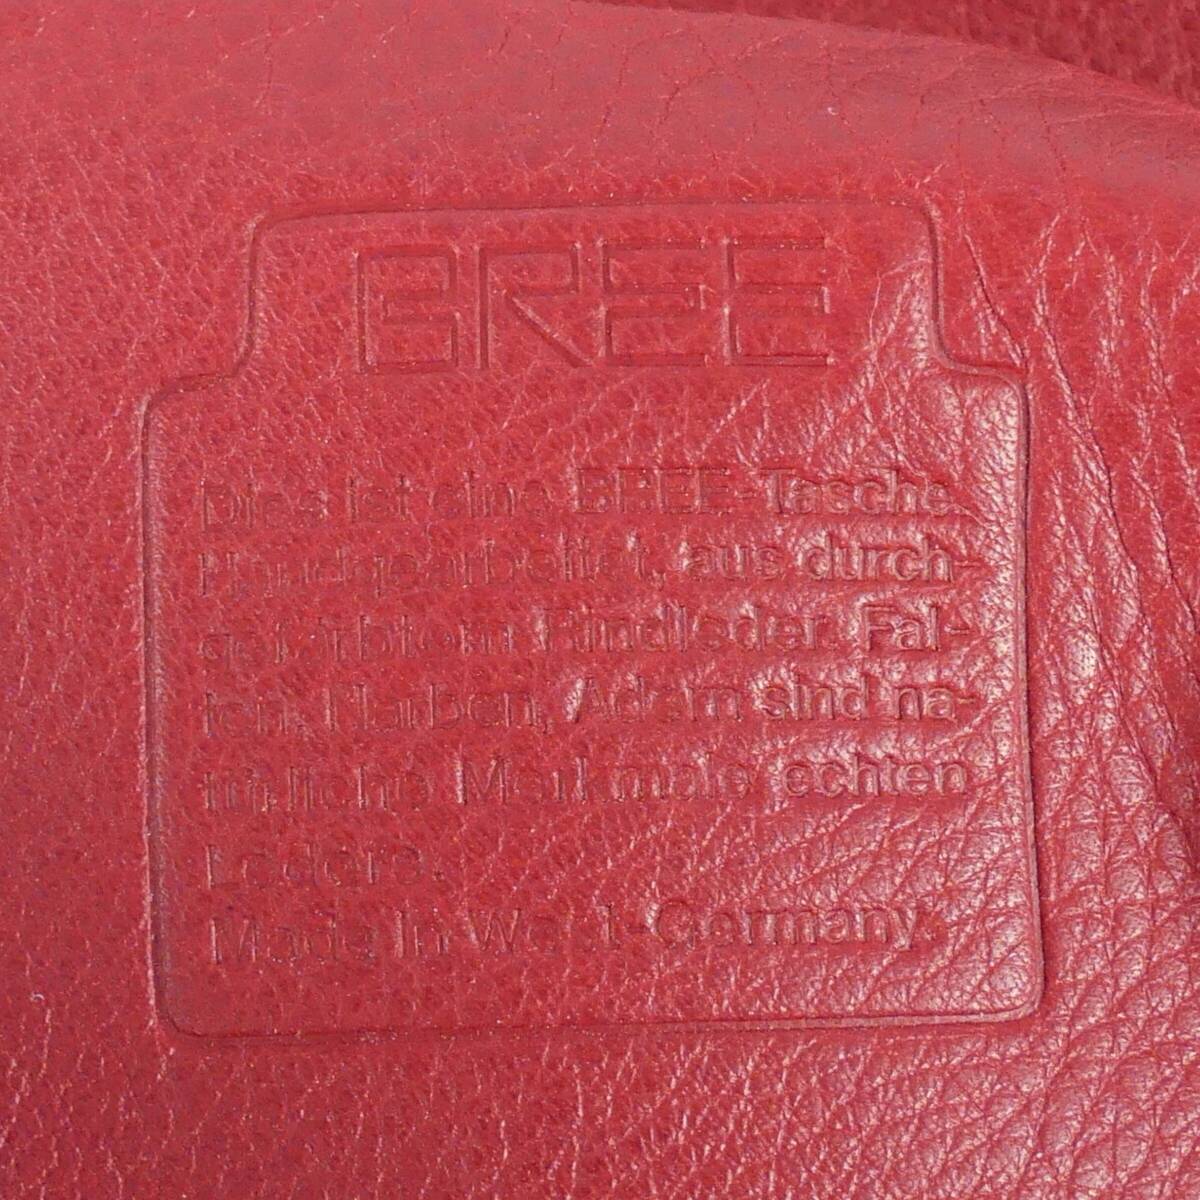 BREE
Dies ist eine BREE-Tasche.
Handgearbeitet, aus durch-
gefärbtem Rindleder. Fal-
ten, Narben, Adern sind na-
türliche Merkmale echten
Leders.
Made in West-Germany.